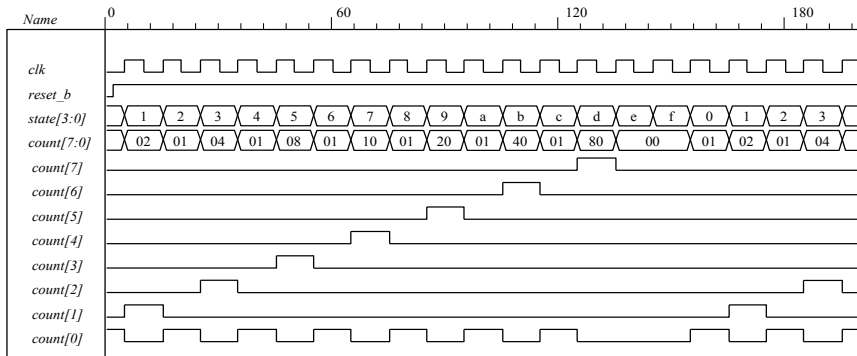 Name 0 60 120 180
clk
reset_b
state[3:0] 1 2 3 4 5 6 7 8 9 a b c d e f 0 1 2 3
count[7:0] 02 01 04 01 08 01 10 01 20 01 40 01 80 00 01 02 01 04
count[7]
count[6]
count[5]
count[4]
count[3]
count[2]
count[1]
count[0]